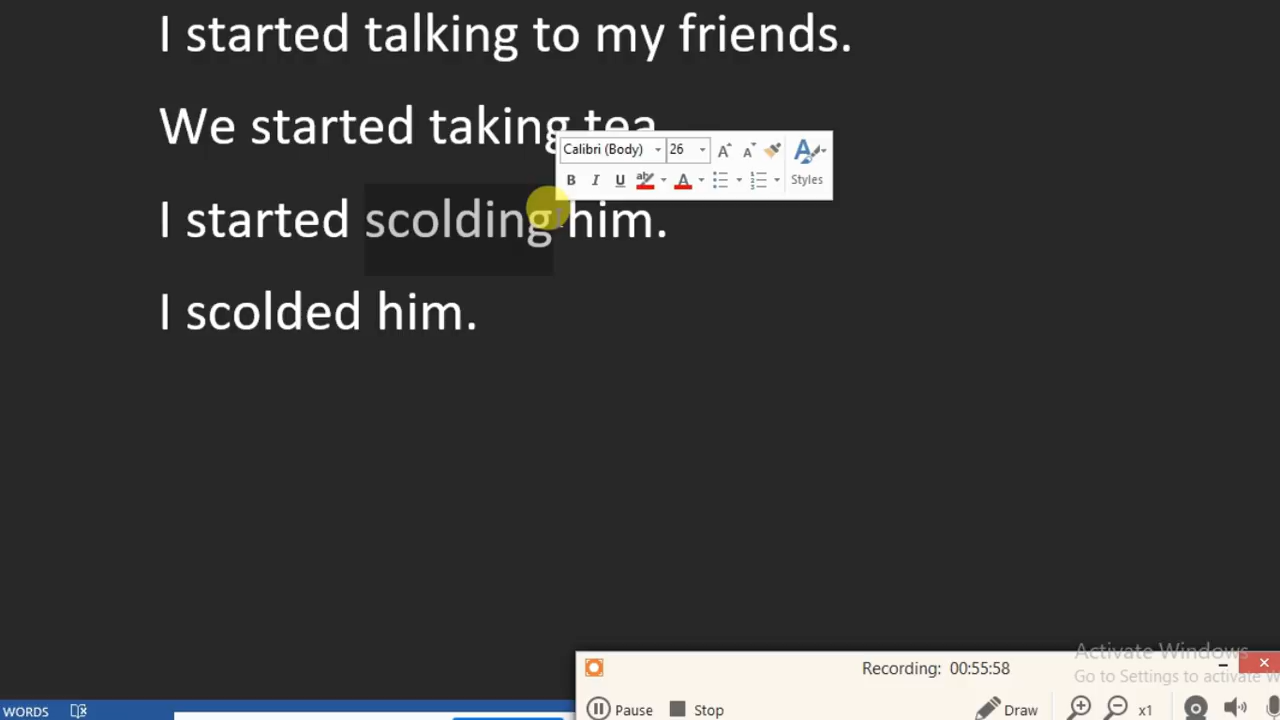 I started talking to my friends.
We started taking tea
Calibri (Body) 26
Styles
I started scolding him.
I scolded him.
Activate Windows
Recording: 00:55:58
Go to Settings to activate W
WORDS
Pause Stop Draw x1